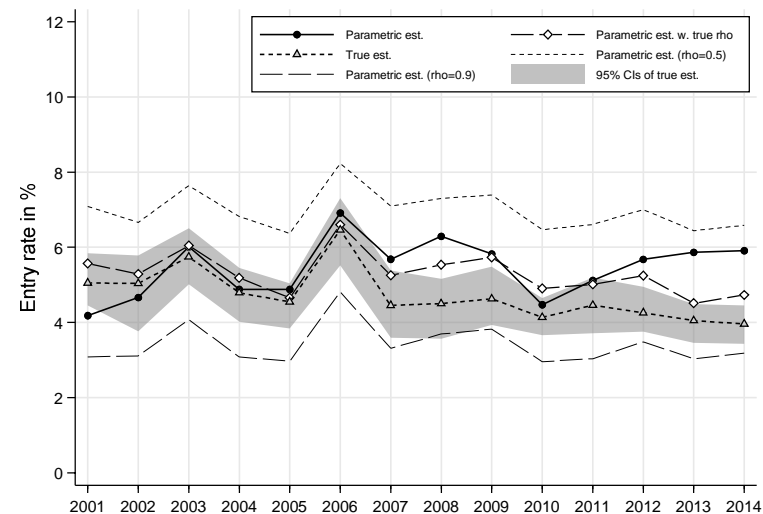 12
10
8
6
4
2
0
Entry rate in %
Parametric est.
True est.
Parametric est. (rho=0.9)
Parametric est. w. true rho
Parametric est. (rho=0.5)
95% CIs of true est.
2001 2002 2003 2004 2005 2006 2007 2008 2009 2010 2011 2012 2013 2014